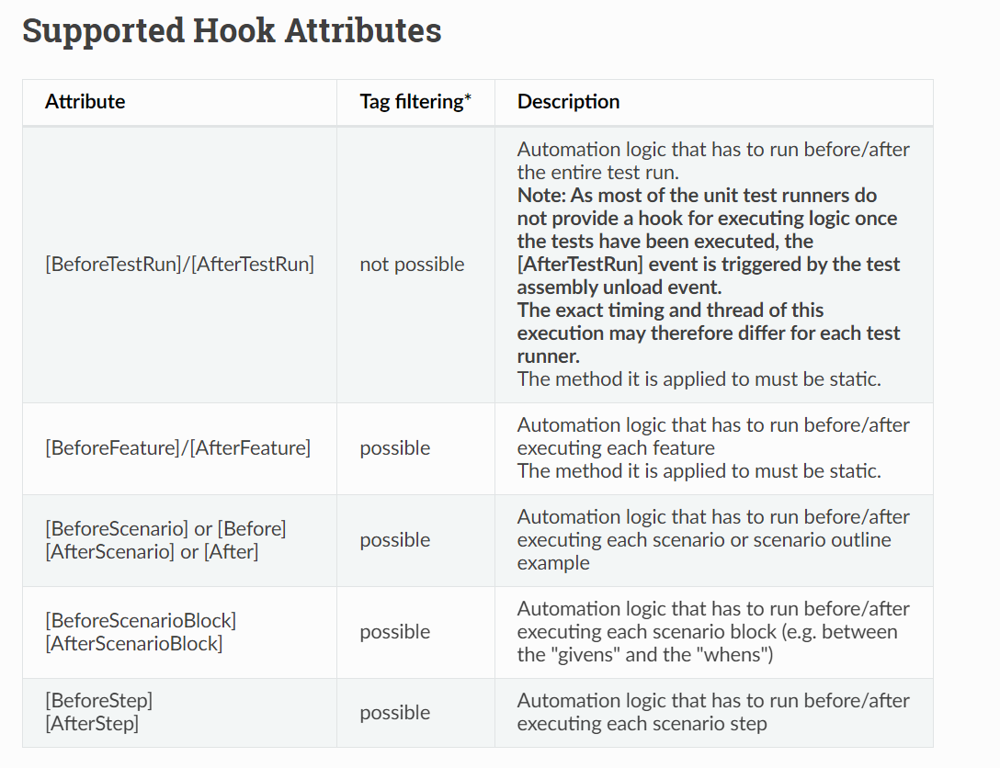 Supported Hook Attributes
Attribute
Tag filtering*
Description
[BeforeTestRun]/[AfterTestRun]
not possible
Automation logic that has to run before/after
the entire test run.
Note: As most of the unit test runners do
not provide a hook for executing logic once
the tests have been executed, the
[AfterTestRun] event is triggered by the test
assembly unload event.
The exact timing and thread of this
execution may therefore differ for each test
runner.
The method it is applied to must be static.
[BeforeFeature]/[AfterFeature]
possible
Automation logic that has to run before/after
executing each feature
The method it is applied to must be static.
[BeforeScenario] or [Before]
[AfterScenario] or [After]
possible
Automation logic that has to run before/after
executing each scenario or scenario outline
example
[BeforeScenarioBlock]
[AfterScenarioBlock]
possible
Automation logic that has to run before/after
executing each scenario block (e.g. between
the "givens" and the "whens")
[BeforeStep]
[AfterStep]
possible
Automation logic that has to run before/after
executing each scenario step